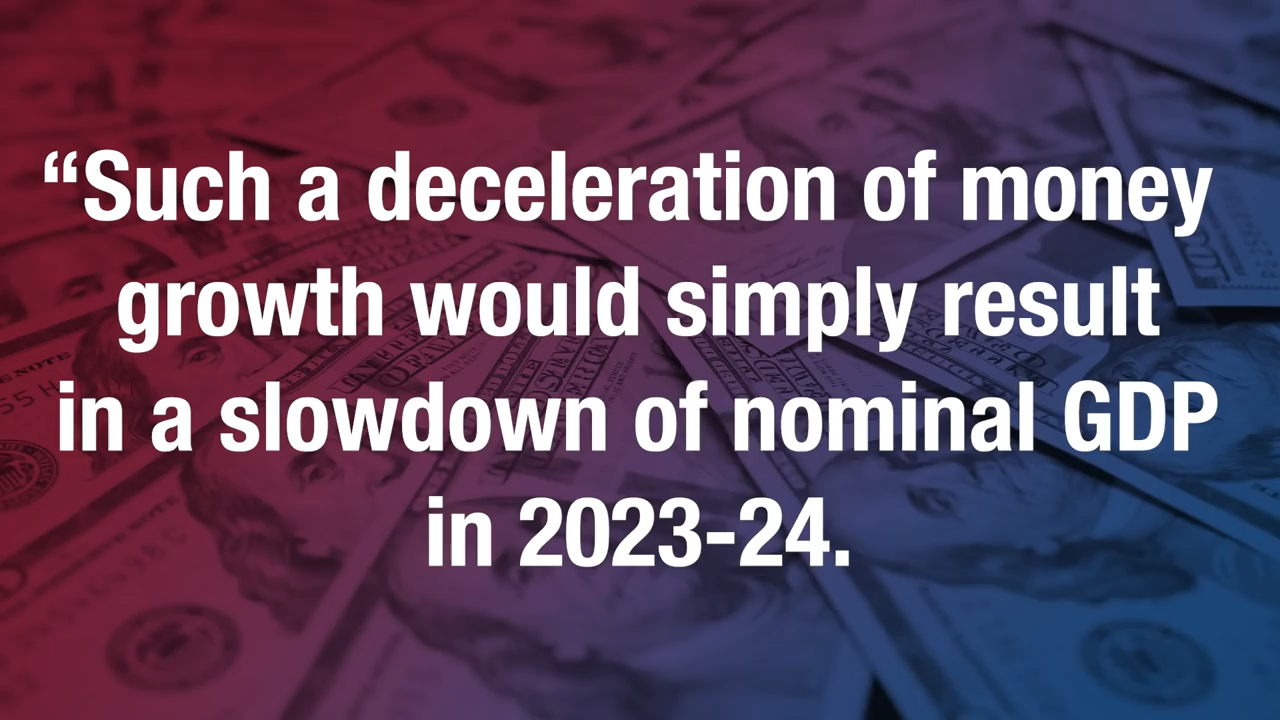 “Such a deceleration of money
growth would simply result
in a slowdown of nominal GDP
in 2023-24.